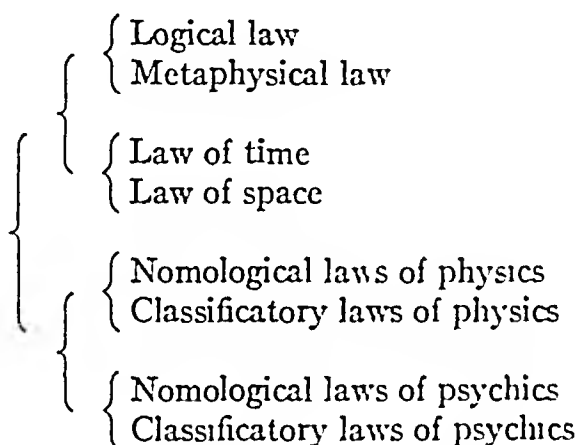 Logical law
Metaphysical law
Law of time
Law of space
Nomological laws of physics
Classificatory laws of physics
Nomological laws of psychics
Classificatory laws of psychics